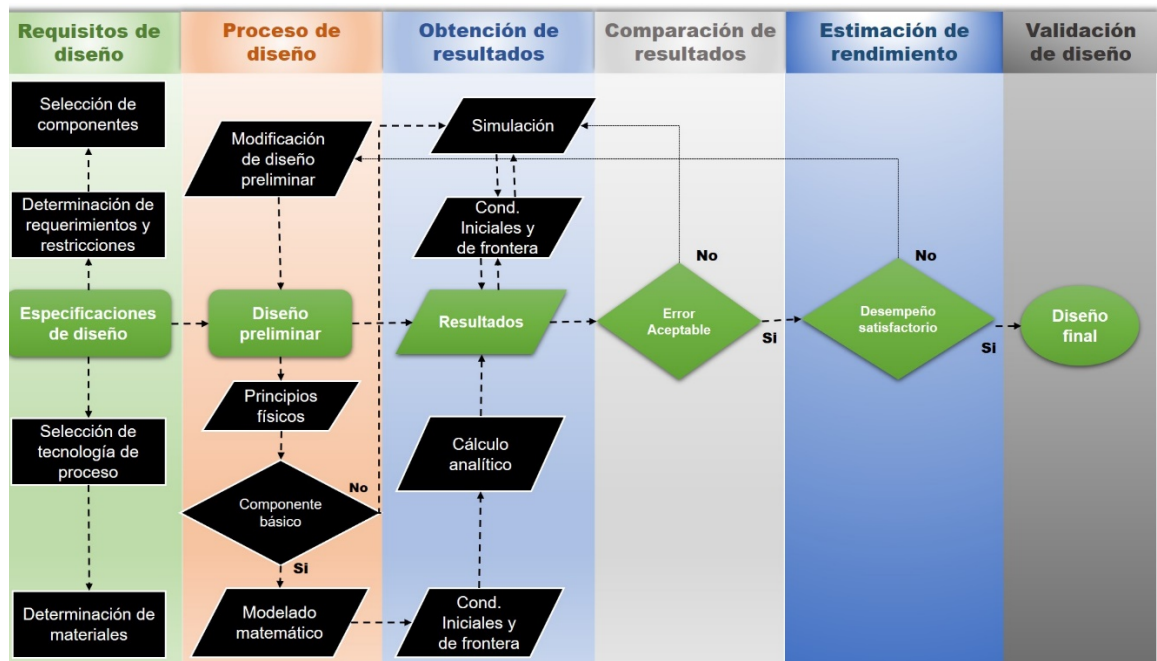 Requisitos de
diseño
Proceso de
diseño
Obtención de
resultados
Comparación de
resultados
Estimación de
rendimiento
Validación
de diseño
Selección de
componentes
Determinación de
requerimientos y
restricciones
Especificaciones
de diseño
Selección de
tecnología de
proceso
Determinación de
materiales
Modificación
de diseño
preliminar
Diseño
preliminar
Principios
físicos
No
Componente
básico
Si
Modelado
matemático
Simulación
Cond.
Iniciales y
de frontera
Resultados
Cálculo
analítico
Cond.
Iniciales y
de frontera
No
Error
Aceptable
Si
No
Desempeño
satisfactorio
Si
Diseño
final